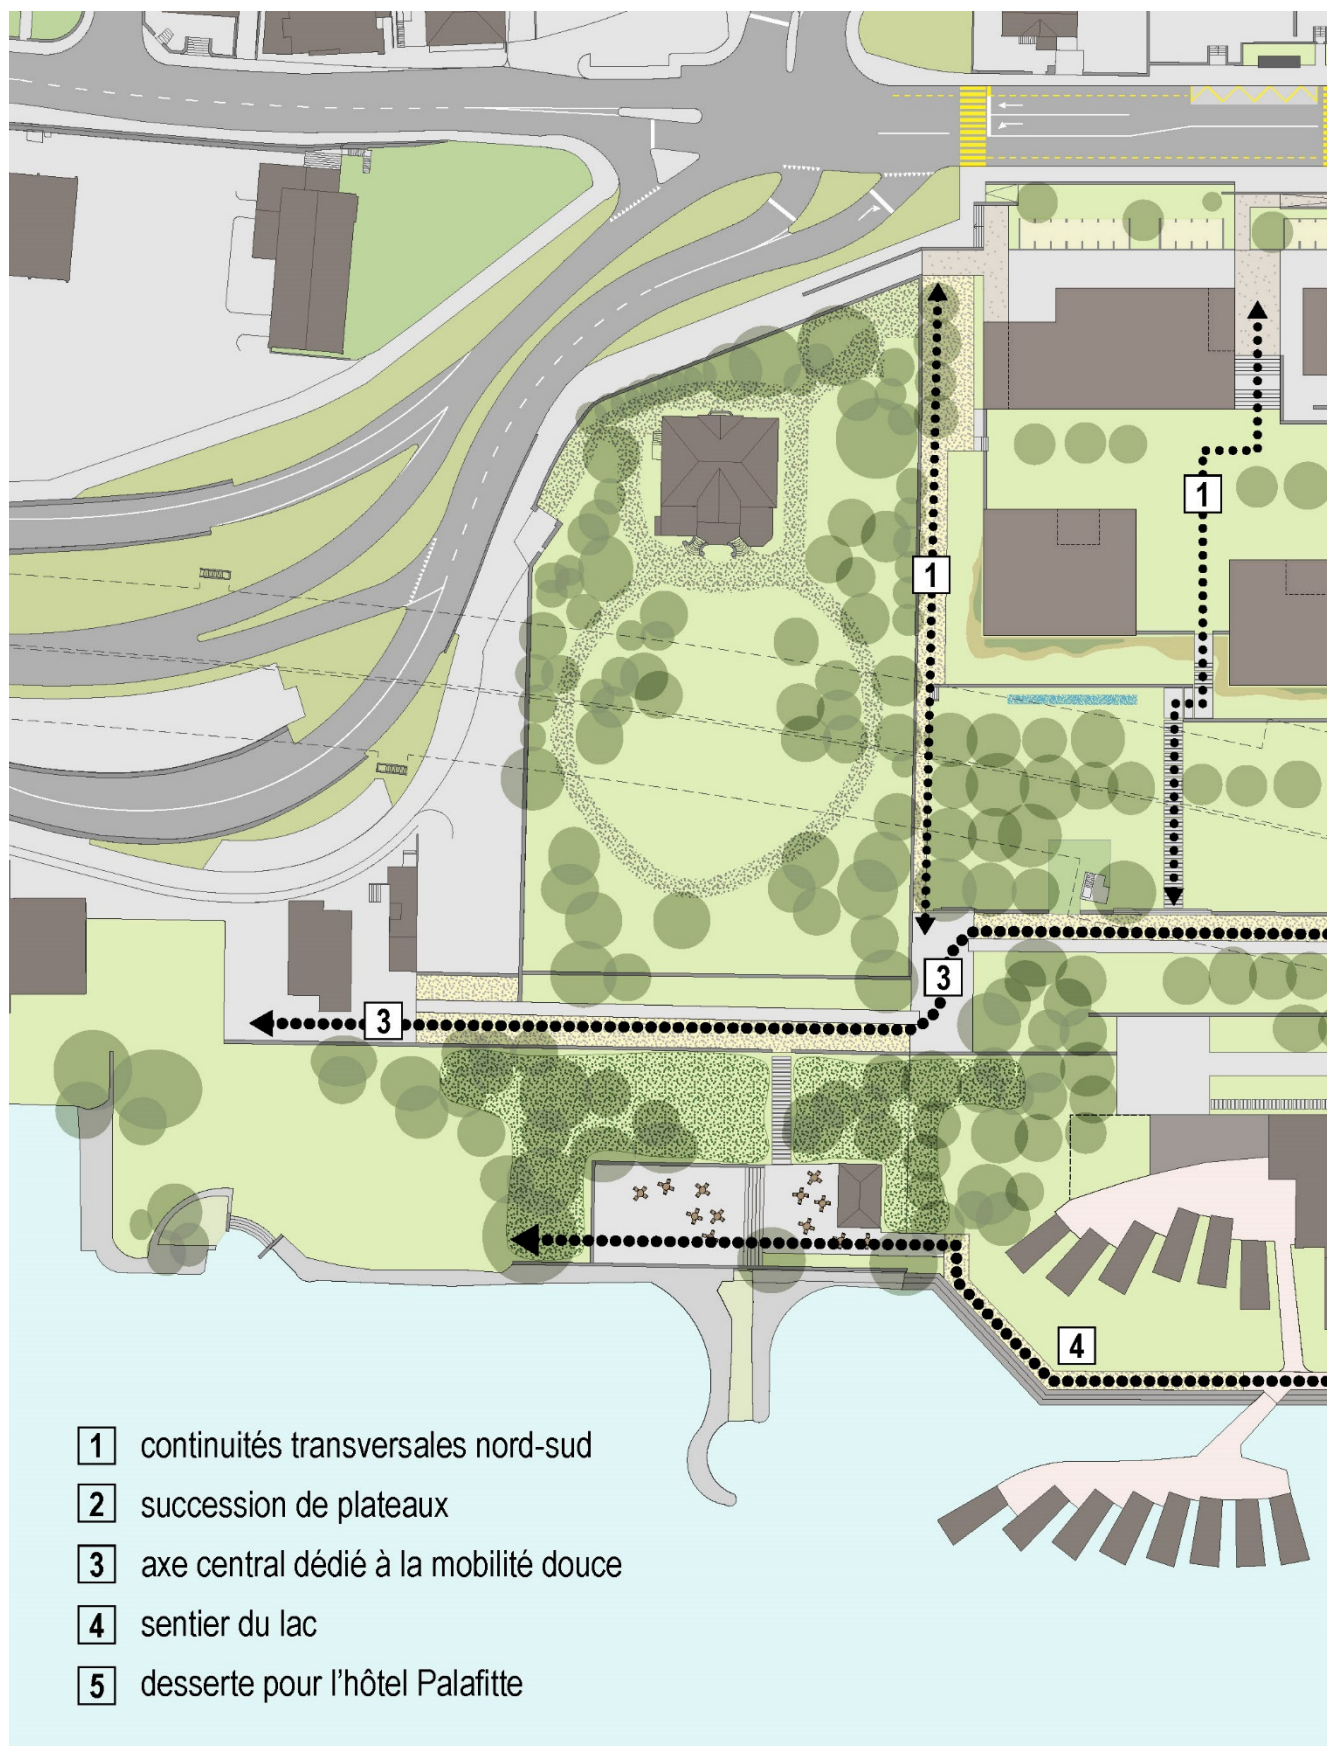 1
1
3
3
4
1 continuités transversales nord-sud
2 succession de plateaux
3 axe central dédié à la mobilité douce
4 sentier du lac
5 desserte pour l'hôtel Palafitte